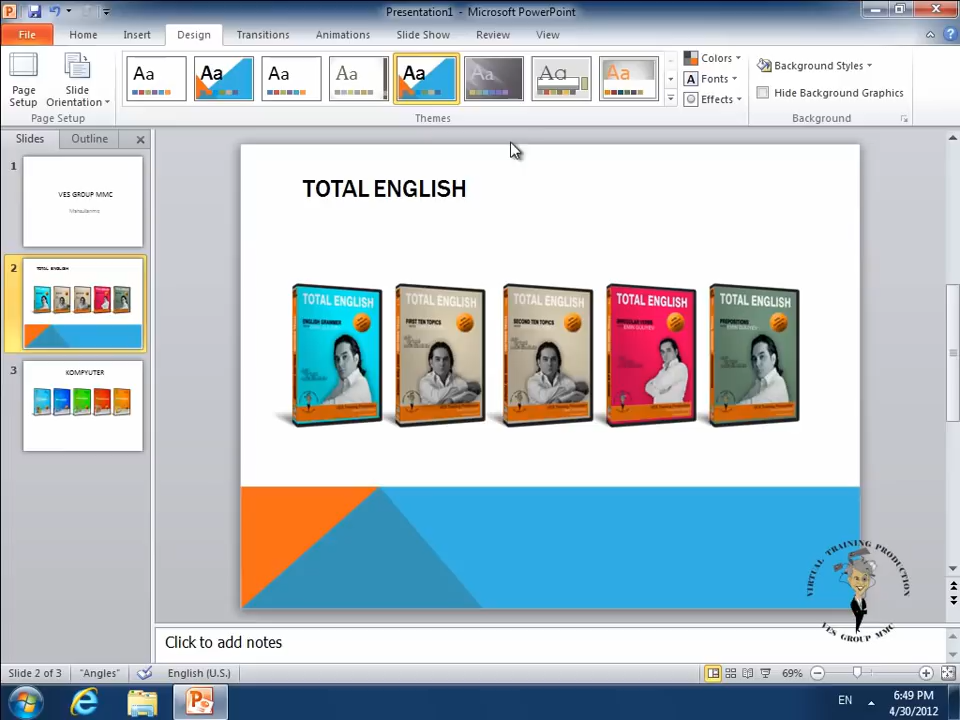 Presentation1 - Microsoft PowerPoint
File Home Insert Design Transitions Animations Slide Show Review View
Page Setup
Slide Orientation
Aa Aa Aa Aa Aa Aa Aa Aa
Colors
Fonts
Effects
Background Styles
Hide Background Graphics
Page Setup Themes Background
Slides Outline
1
VES GROUP MMC
2
TOTAL ENGLISH
3
KOMPYUTER
TOTAL ENGLISH
TOTAL ENGLISH TOTAL ENGLISH TOTAL ENGLISH TOTAL ENGLISH TOTAL ENGLISH
ENGLISH GRAMMER FIRST TEN TOPICS SECOND TEN TOPICS PREPOSITIONS
VIRTUAL TRAINING PRODUCTION
VES GROUP MMC
Click to add notes
Slide 2 of 3 "Angles" English (U.S.) 69%
EN
6:49 PM
4/30/2012